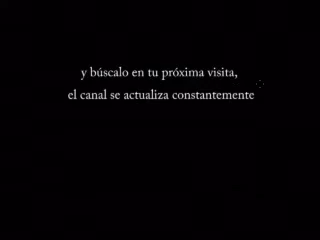 y búscalo en tu próxima visita,
el canal se actualiza constantemente